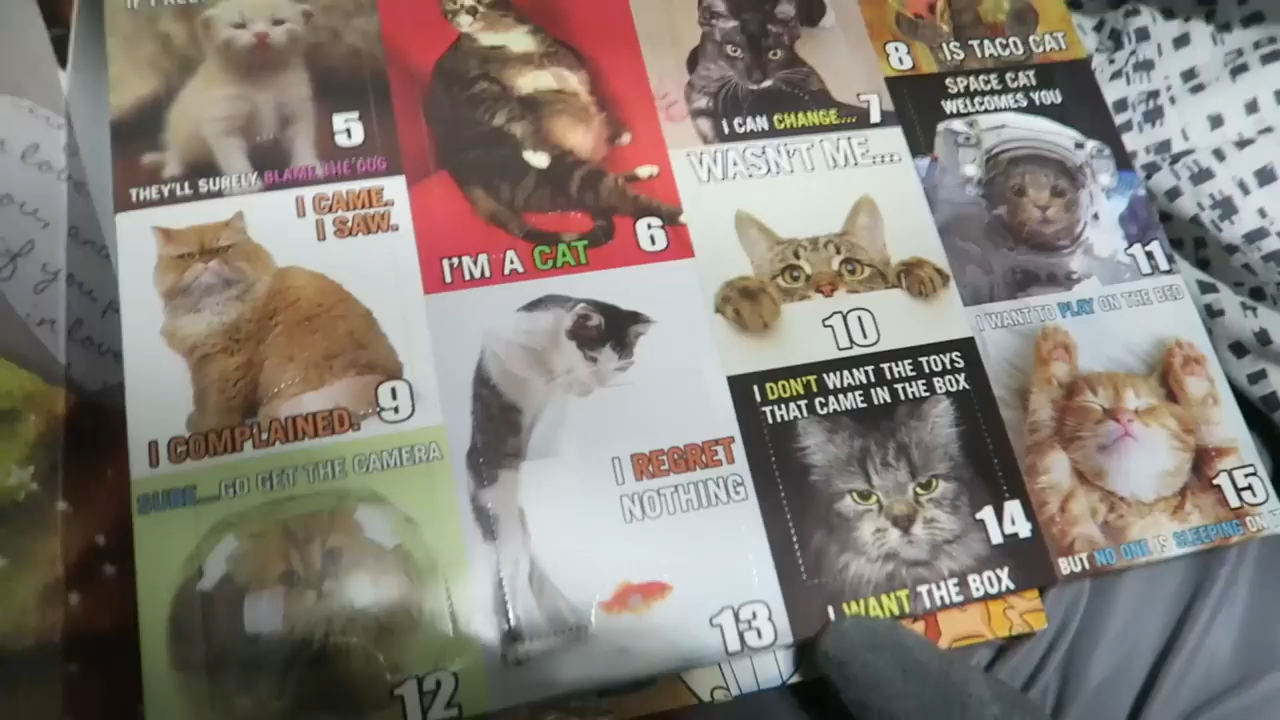 5
THEY'LL SURELY BLAME THE DOG
I'M A CAT
6
I CAN CHANGE...
7
8
IS TACO CAT
I CAME.
I SAW.
I COMPLAINED.
9
WASN'T ME...
10
SPACE CAT
WELCOMES YOU
11
SURE...GO GET THE CAMERA
12
I REGRET
NOTHING
13
I DON'T WANT THE TOYS
THAT CAME IN THE BOX
14
I WANT THE BOX
I WANT TO PLAY ON THE BED
15
BUT NO ONE IS SLEEPING ON